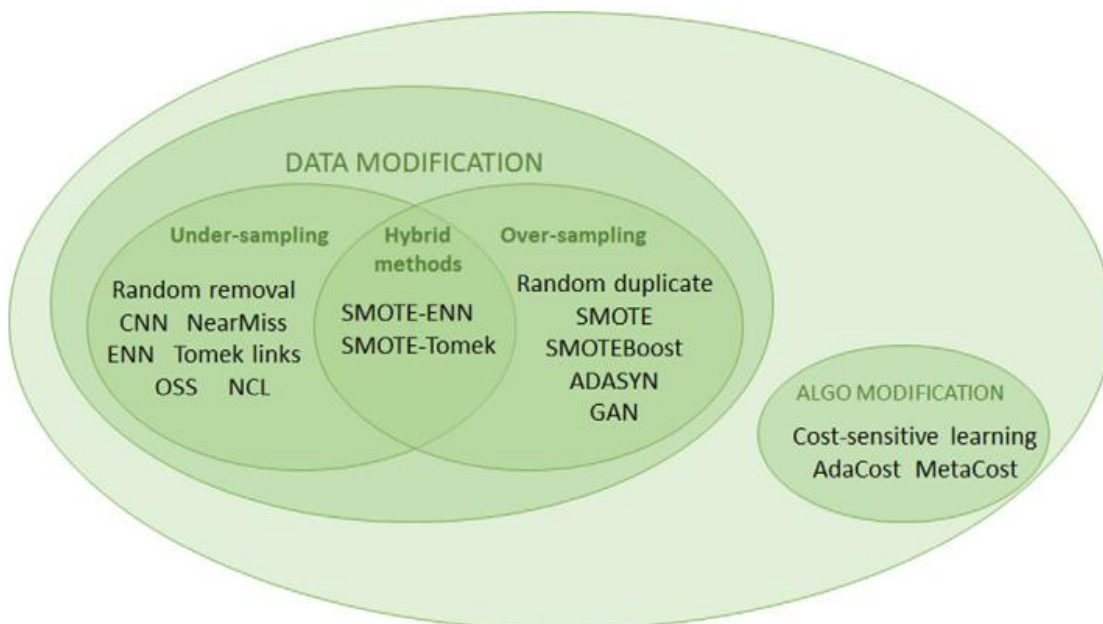 DATA MODIFICATION
Under-sampling
Random removal
CNN NearMiss
ENN Tomek links
OSS NCL
Hybrid
methods
SMOTE-ENN
SMOTE-Tomek
Over-sampling
Random duplicate
SMOTE
SMOTEBoost
ADASYN
GAN
ALGO MODIFICATION
Cost-sensitive learning
AdaCost MetaCost